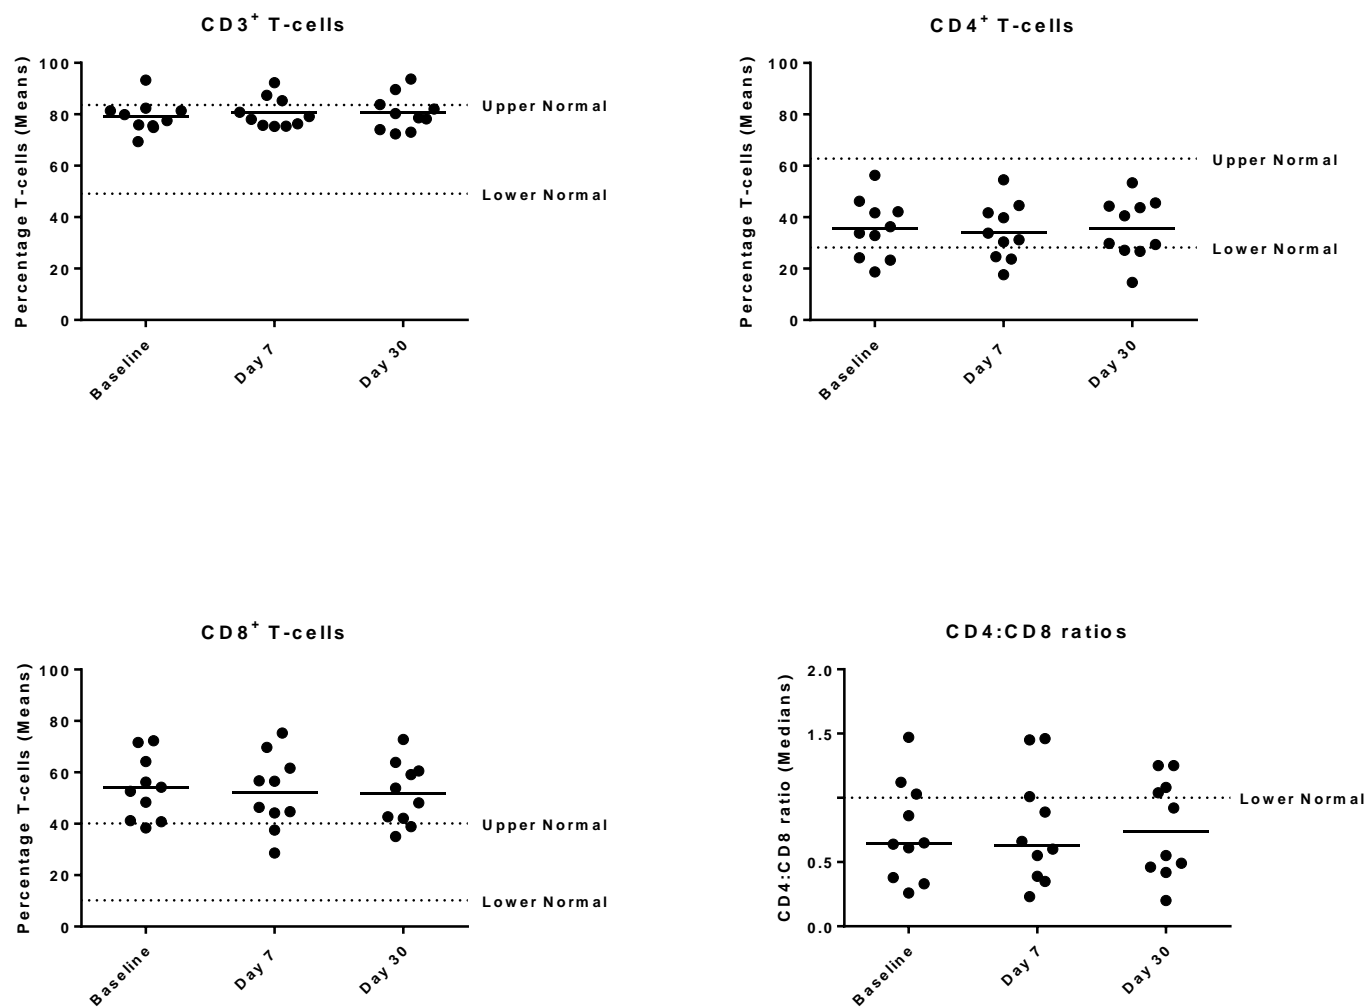 CD3+ T-cells
Percentage T-cells (Means)
100
80
60
40
20
0
Upper Normal
Lower Normal
Baseline
Day 7
Day 30
CD4+ T-cells
Percentage T-cells (Means)
100
80
60
40
20
0
Upper Normal
Lower Normal
Baseline
Day 7
Day 30
CD8+ T-cells
Percentage T-cells (Means)
100
80
60
40
20
0
Upper Normal
Lower Normal
Baseline
Day 7
Day 30
CD4:CD8 ratios
CD4:CD8 ratio (Medians)
2.0
1.5
0.5
0.0
Lower Normal
Baseline
Day 7
Day 30